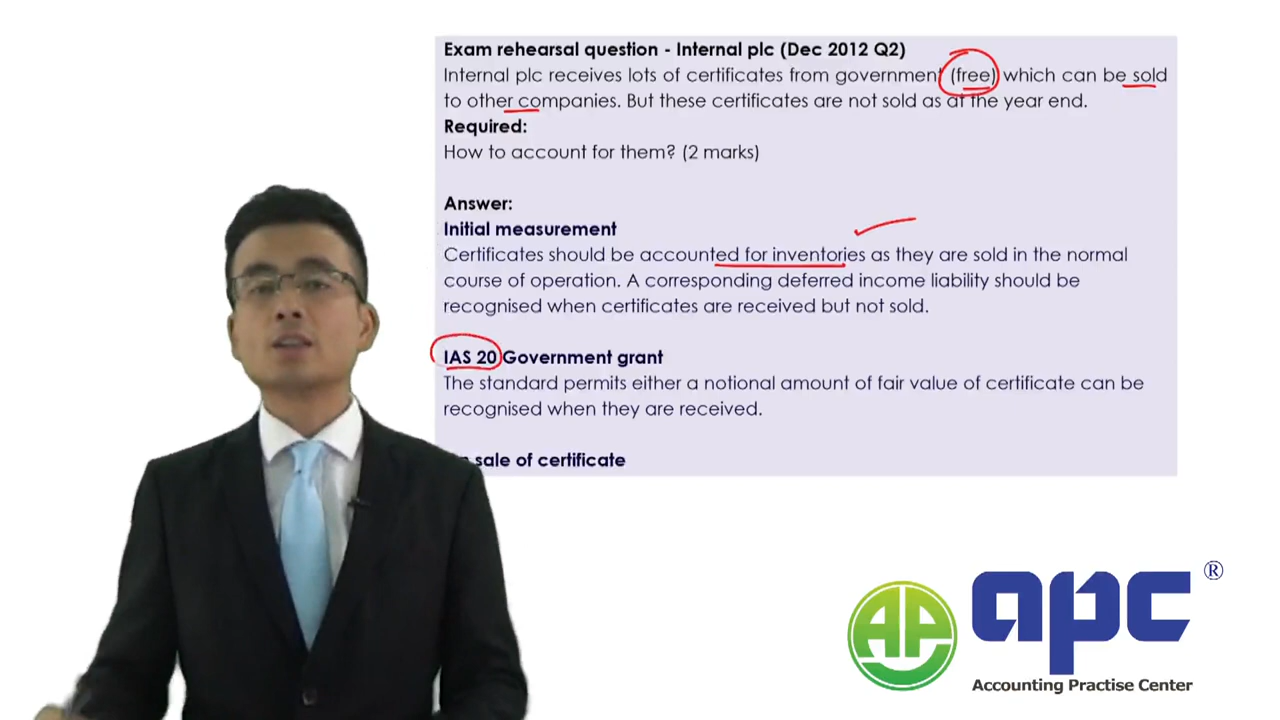 Exam rehearsal question - Internal plc (Dec 2012 Q2)
Internal plc receives lots of certificates from government (free) which can be sold
to other companies. But these certificates are not sold as at the year end.
Required:
How to account for them? (2 marks)
Answer:
Initial measurement
Certificates should be accounted for inventories as they are sold in the normal
course of operation. A corresponding deferred income liability should be
recognised when certificates are received but not sold.
IAS 20 Government grant
The standard permits either a notional amount of fair value of certificate can be
recognised when they are received.
sale of certificate
AP
apc®
Accounting Practise Center